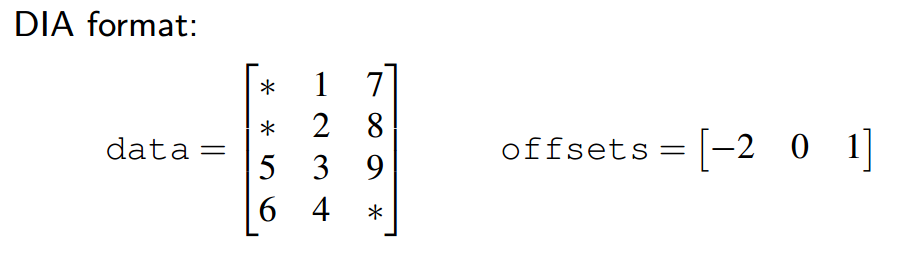 DIA format:
* 1 7
* 2 8
data = 5 3 9 offsets = [−2 0 1]
6 4 *